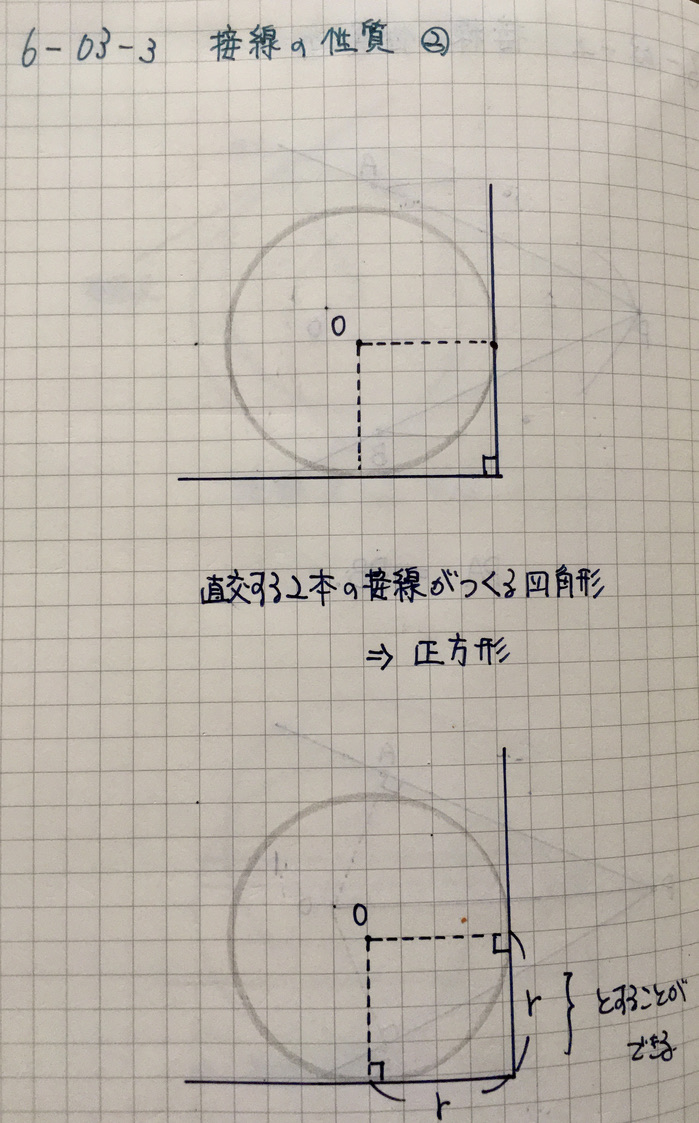 6-03-3 接線の性質 ②
O
直交する2本の接線がつくる四角形
⇒ 正方形
O
r } とすることが
できる
r